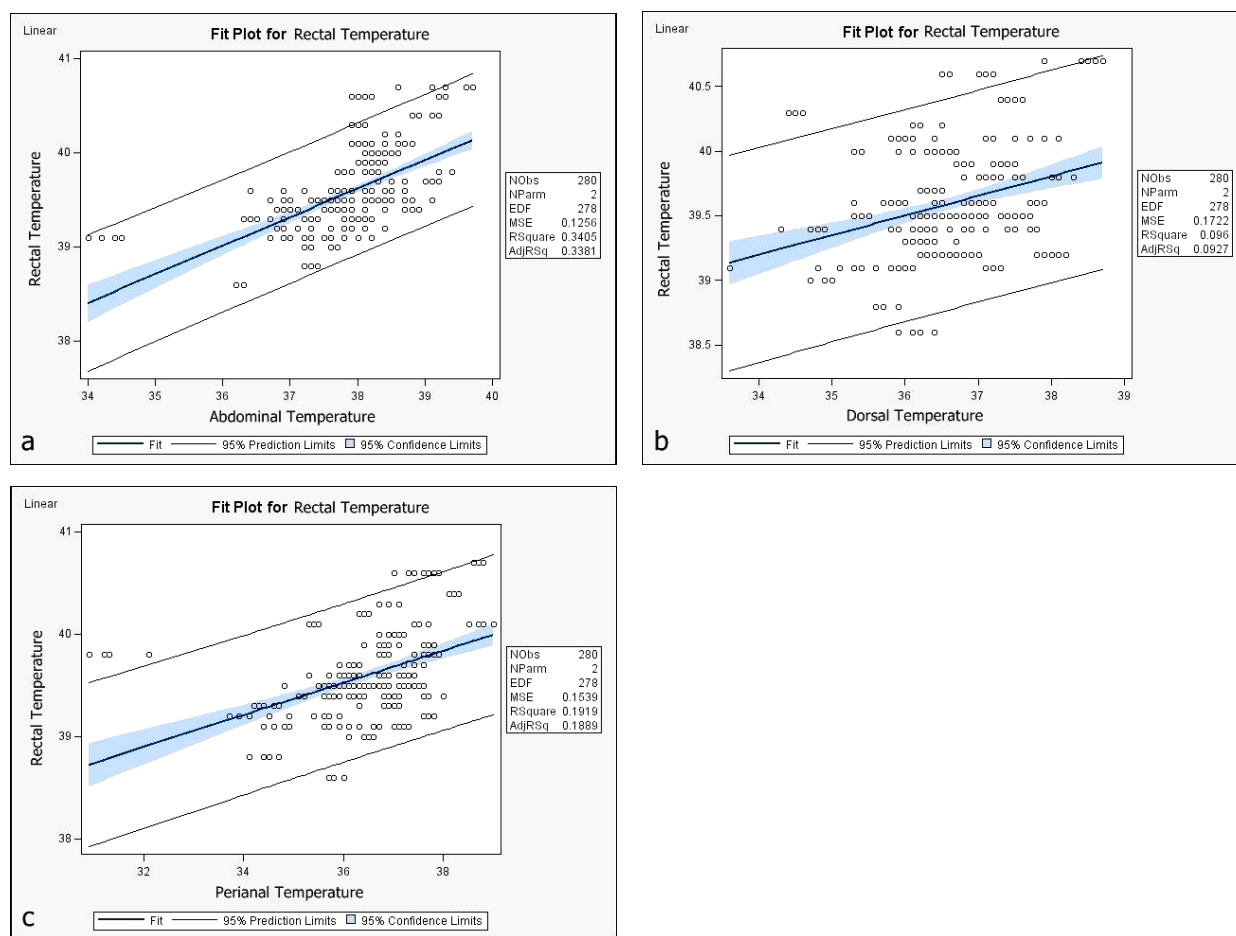 Linear
Fit Plot for Rectal Temperature
41
40
39
38
Rectal Temperature
34 35 36 37 38 39 40
Abdominal Temperature
NObs 280
NParm 2
EDF 278
MSE 0.1256
RSquare 0.3405
AdjRSq 0.3381
a
Fit 95% Prediction Limits 95% Confidence Limits
Linear
Fit Plot for Rectal Temperature
40.5
40
39.5
39
38.5
Rectal Temperature
34 35 36 37 38 39
Dorsal Temperature
NObs 280
NParm 2
EDF 278
MSE 0.1722
RSquare 0.096
AdjRSq 0.0927
b
Fit 95% Prediction Limits 95% Confidence Limits
Linear
Fit Plot for Rectal Temperature
41
40
39
38
Rectal Temperature
32 34 36 38
Perianal Temperature
NObs 280
NParm 2
EDF 278
MSE 0.1539
RSquare 0.1919
AdjRSq 0.1889
c
Fit 95% Prediction Limits 95% Confidence Limits